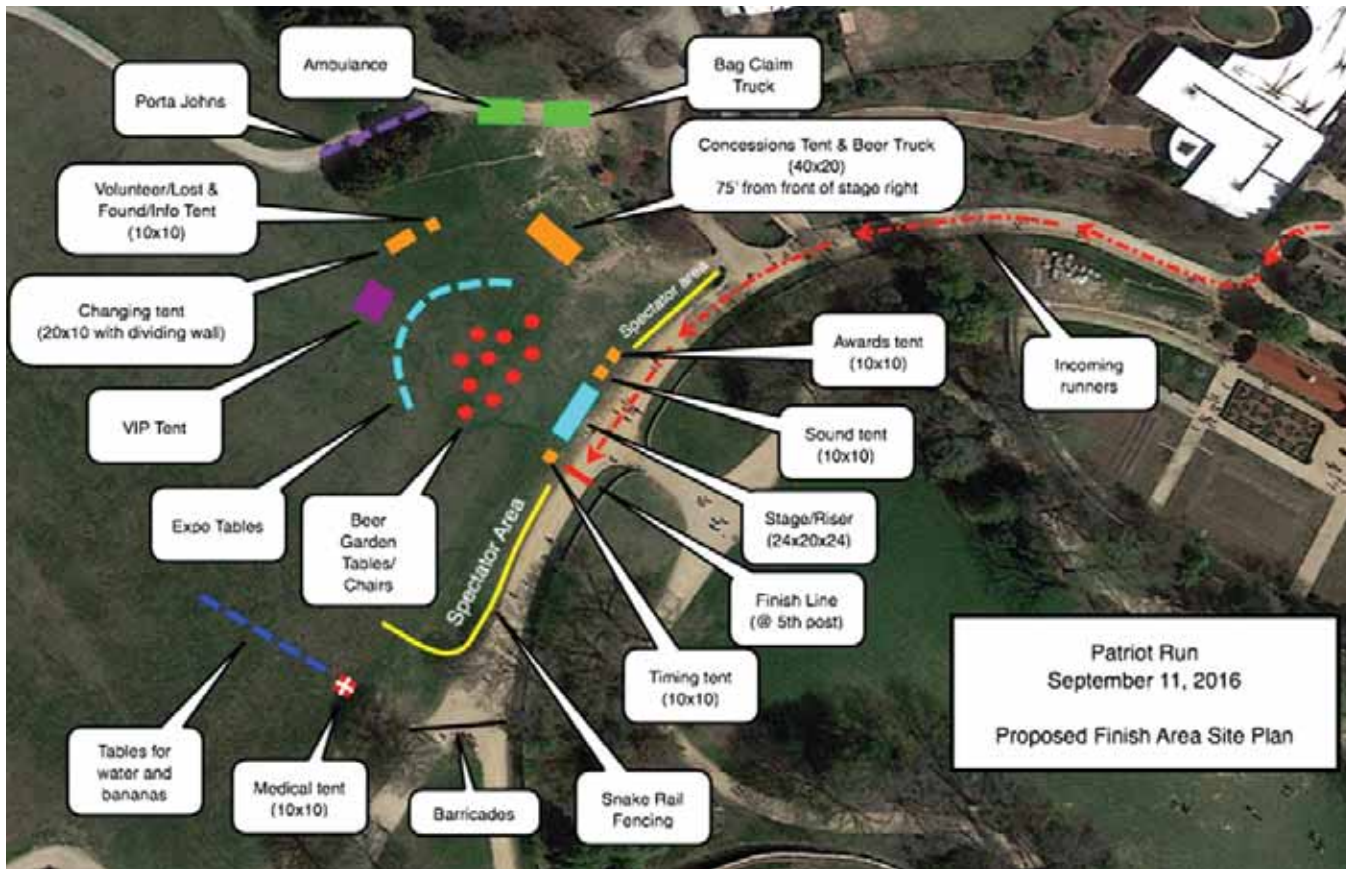 Ambulance
Bag Claim
Truck
Porta Johns
Concessions Tent & Beer Truck
(40x20)
75' from front of stage right
Volunteer/Lost &
Found/Info Tent
(10x10)
Changing tent
(20x10 with dividing wall)
Spectator area
Awards tent
(10x10)
Incoming
runners
VIP Tent
Sound tent
(10x10)
Expo Tables
Beer
Garden
Tables/
Chairs
Spectator Area
Stage/Riser
(24x20x24)
Finish Line
(@ 5th post)
Timing tent
(10x10)
Patriot Run
September 11, 2016
Proposed Finish Area Site Plan
Tables for
water and
bananas
Medical tent
(10x10)
Barricades
Snake Rail
Fencing